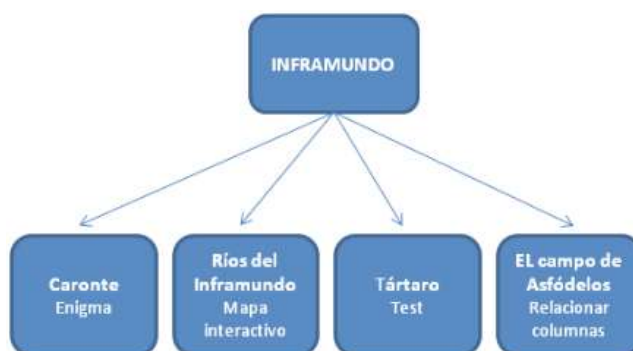 INFRAMUNDO
Caronte
Enigma
Ríos del
Inframundo
Mapa
interactivo
Tártaro
Test
EL campo de
Asfódelos
Relacionar
columnas